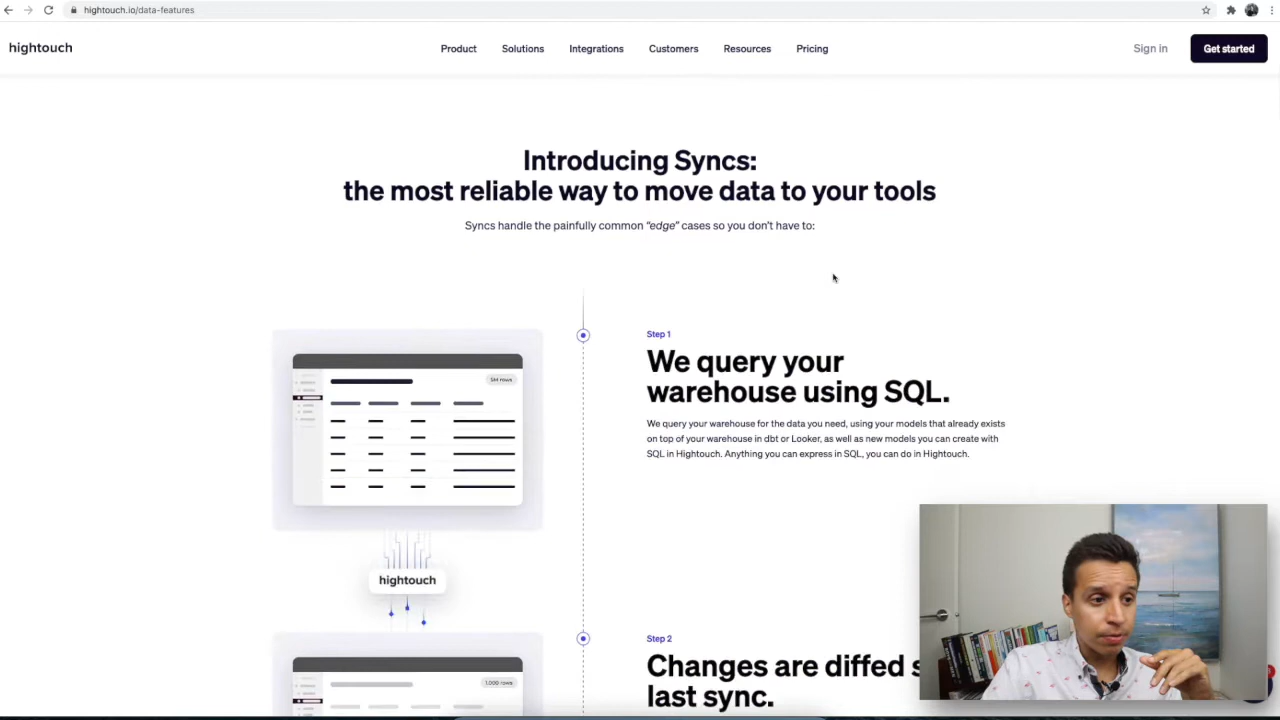 hightouch.io/data-features
hightouch
Product
Solutions
Integrations
Customers
Resources
Pricing
Sign in
Get started
Introducing Syncs:
the most reliable way to move data to your tools
Syncs handle the painfully common "edge" cases so you don't have to:
Step 1
We query your
warehouse using SQL.
We query your warehouse for the data you need, using your models that already exists
on top of your warehouse in dbt or Looker, as well as new models you can create with
SQL in Hightouch. Anything you can express in SQL, you can do in Hightouch.
5M rows
hightouch
Step 2
Changes are diffed s
last sync.
1,000 rows